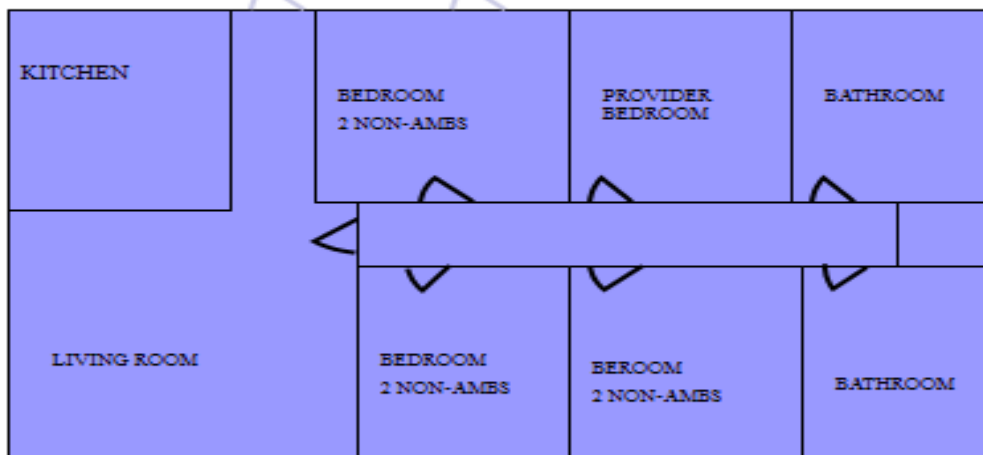 KITCHEN
BEDROOM
2 NON-AMBS
PROVIDER
BEDROOM
BATHROOM
LIVING ROOM
BEDROOM
2 NON-AMBS
BEROOM
2 NON-AMBS
BATHROOM